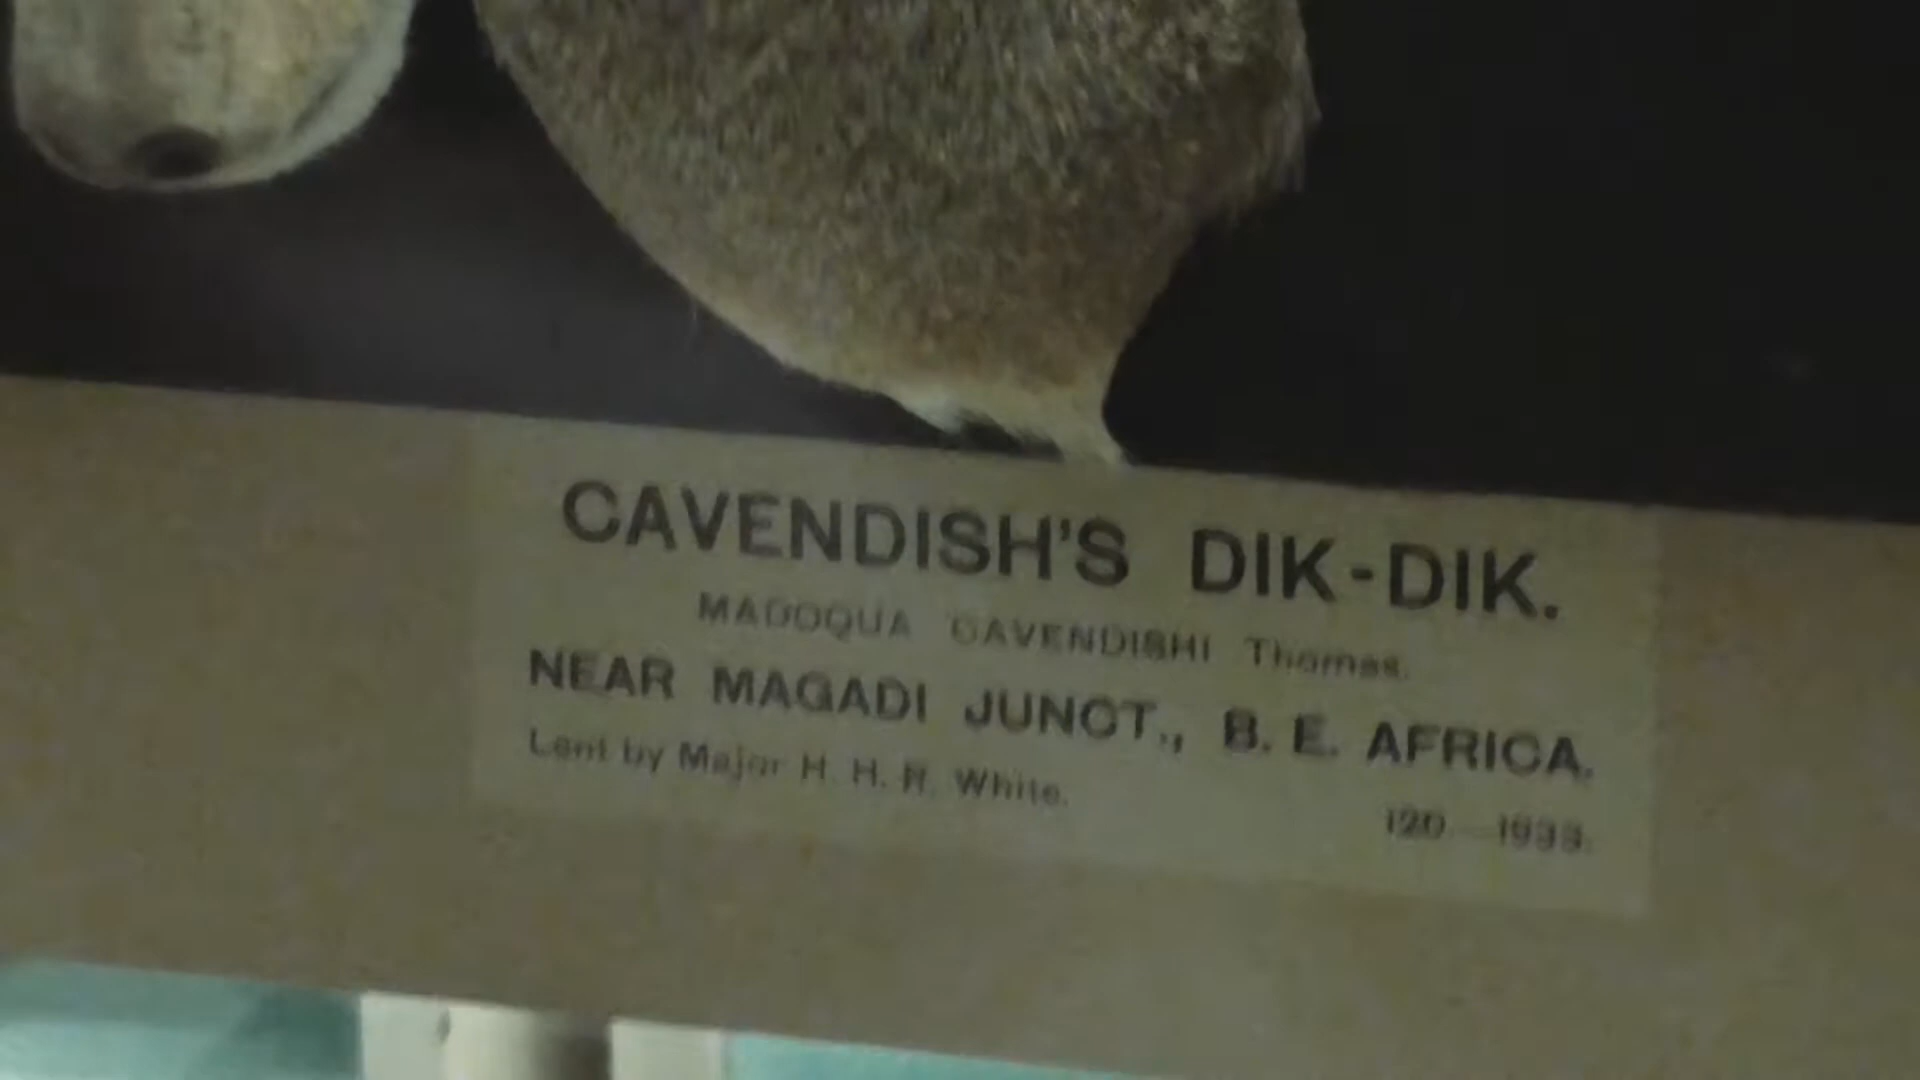 CAVENDISH'S DIK-DIK.
MADOQUA CAVENDISHI Thomas.
NEAR MAGADI JUNCT., B. E. AFRICA.
Lent by Major H. H. R. White.
120.—1933.